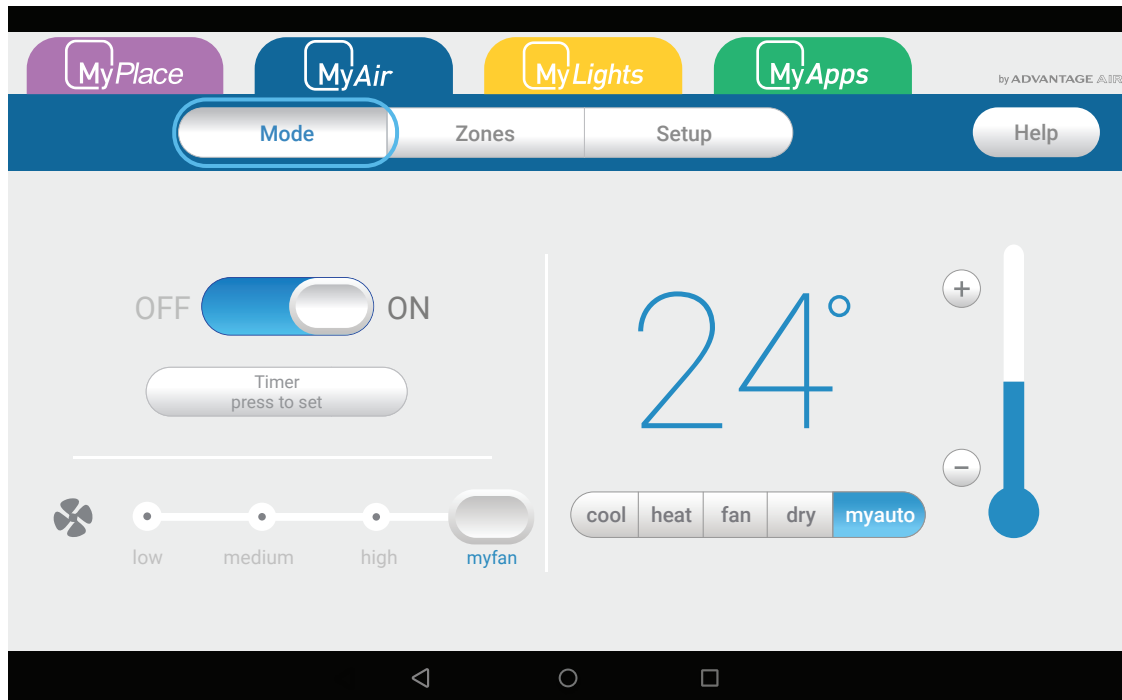 MyPlace MyAir MyLights MyApps by ADVANTAGE AIR
Mode Zones Setup Help
OFF ON
Timer
press to set
24°
+
−
cool heat fan dry myauto
low medium high myfan